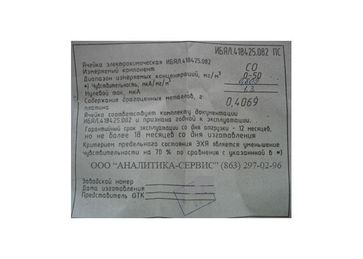 ИБЯЛ.418425.082 ПС
Ячейка электрохимическая ИБЯЛ.418425.082
Измеряемый компонент CO
Диапазон измеряемых концентраций, мг/м³ 0-50
*) Чувствительность, мкА/мг/м³
Нулевой ток, мкА 1.3
Содержание драгоценных металлов, г
платина 0,4069
Ячейка соответствует комплекту документации
ИБЯЛ.418425.082 и признана годной к эксплуатации.
Гарантийный срок эксплуатации со дня отгрузки - 12 месяцев,
но не более 18 месяцев со дня изготовления
Критерием предельного состояния ЭХЯ является уменьшение
чувствительности на 70 % по сравнению с указанной в *)
ООО "АНАЛИТИКА-СЕРВИС" (863) 297-02-96
Заводской номер
Дата изготовления
Представитель ОТК